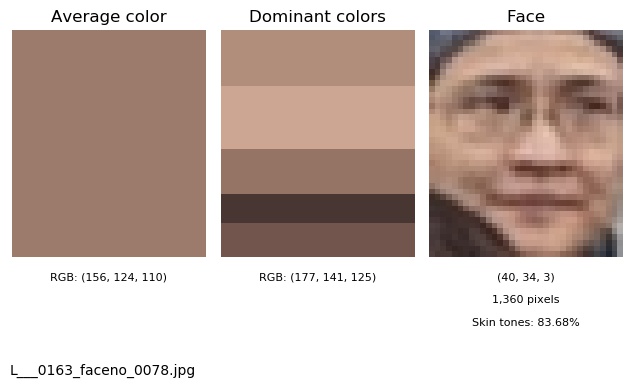 Average color
Dominant colors
Face
RGB: (156, 124, 110)
RGB: (177, 141, 125)
(40, 34, 3)
1,360 pixels
Skin tones: 83.68%
L___0163_faceno_0078.jpg